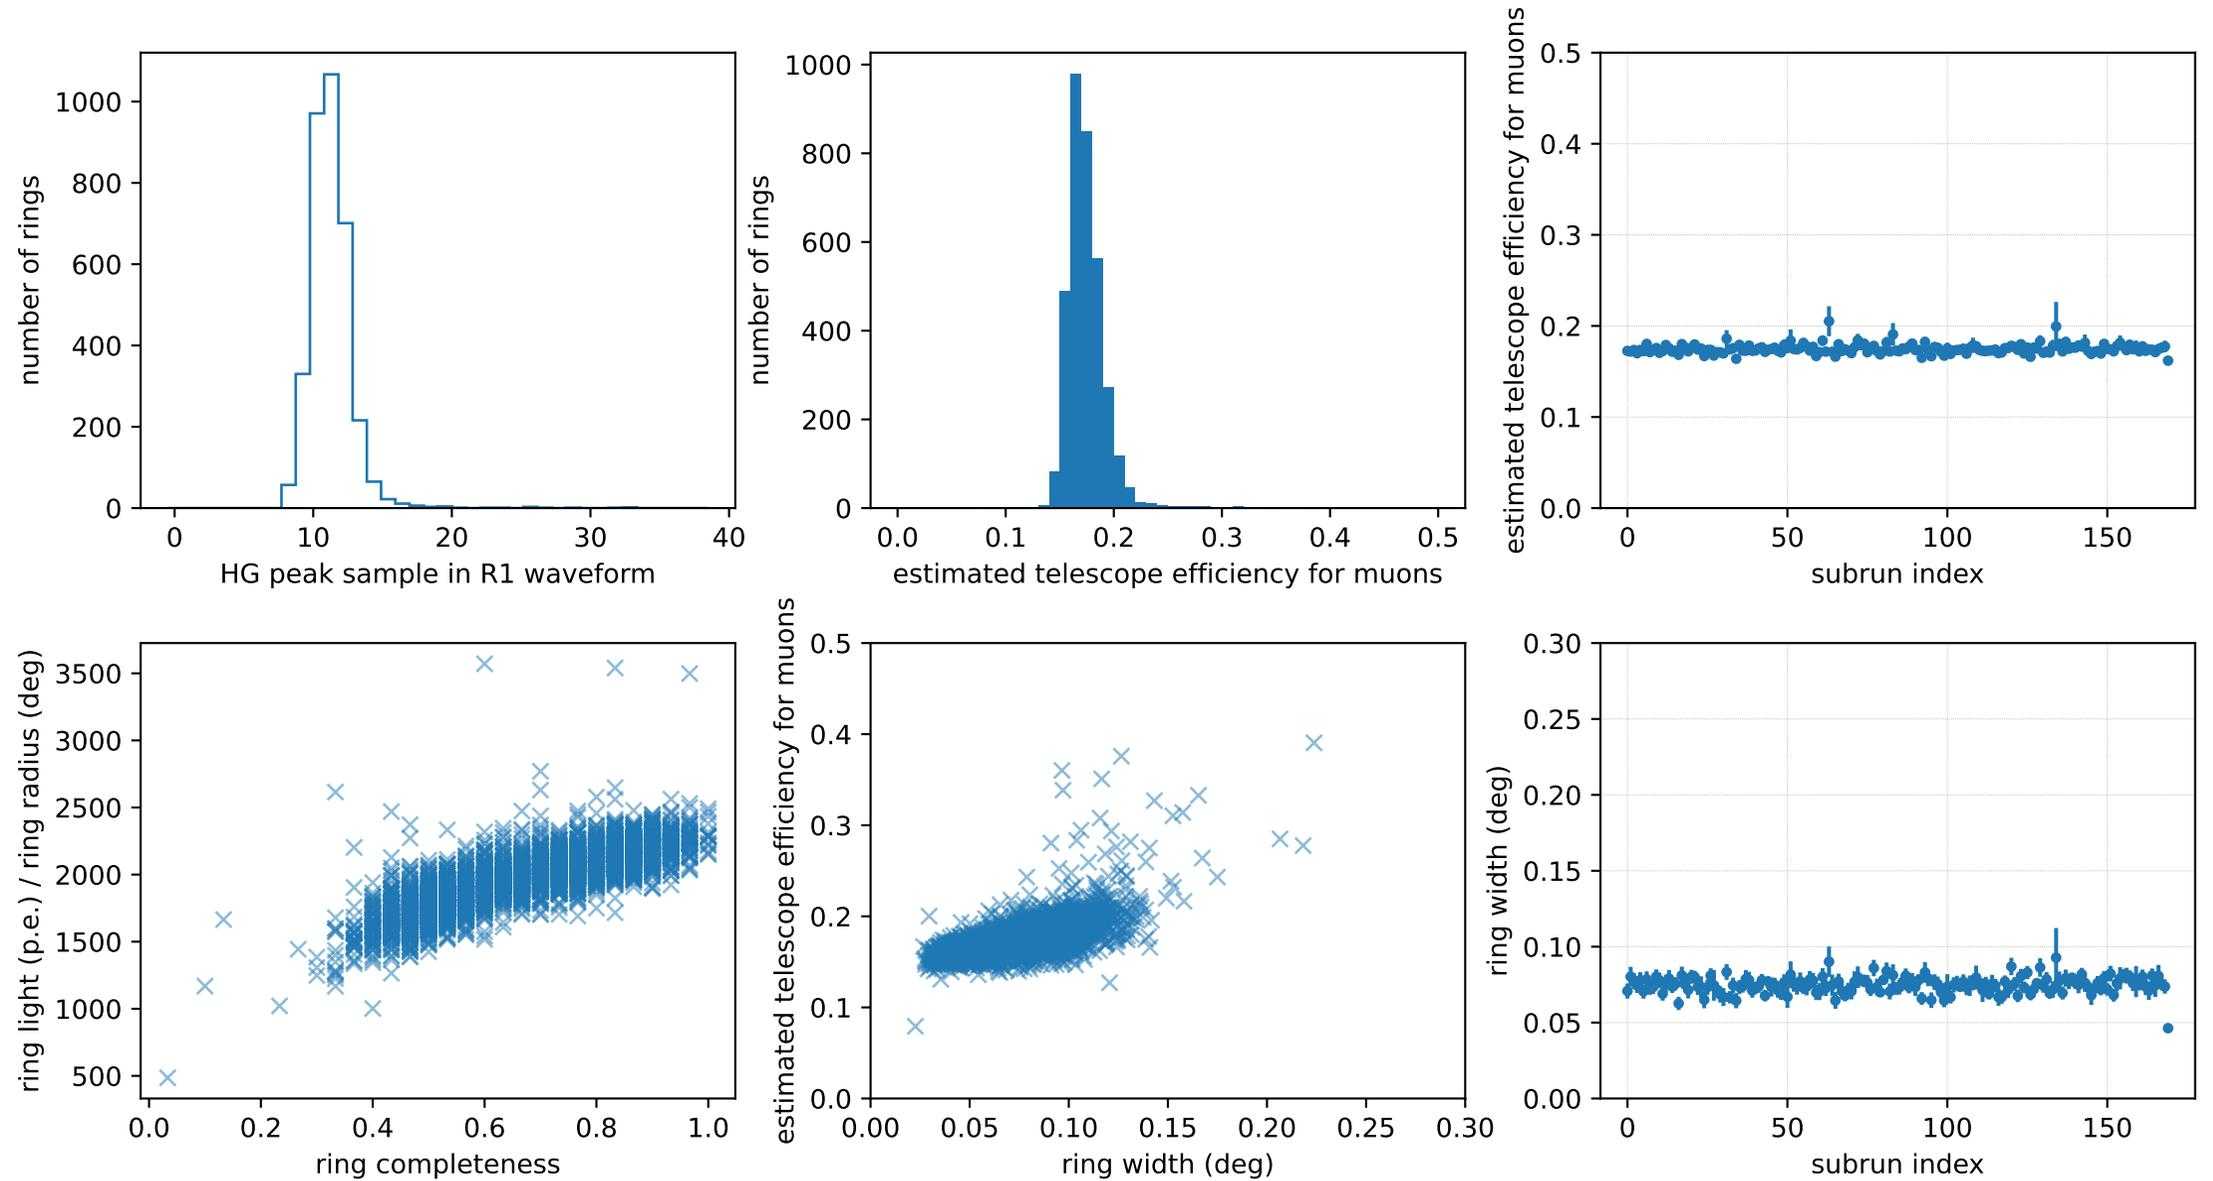 number of rings
1000
800
600
400
200
0
0 10 20 30 40
HG peak sample in R1 waveform
number of rings
1000
800
600
400
200
0
0.0 0.1 0.2 0.3 0.4 0.5
estimated telescope efficiency for muons
estimated telescope efficiency for muons
0.5
0.4
0.3
0.2
0.1
0.0
0 50 100 150
subrun index
ring light (p.e.) / ring radius (deg)
3500
3000
2500
2000
1500
1000
500
0.0 0.2 0.4 0.6 0.8 1.0
ring completeness
estimated telescope efficiency for muons
0.5
0.4
0.3
0.2
0.1
0.0
0.00 0.05 0.10 0.15 0.20 0.25 0.30
ring width (deg)
ring width (deg)
0.30
0.25
0.20
0.15
0.10
0.05
0.00
0 50 100 150
subrun index